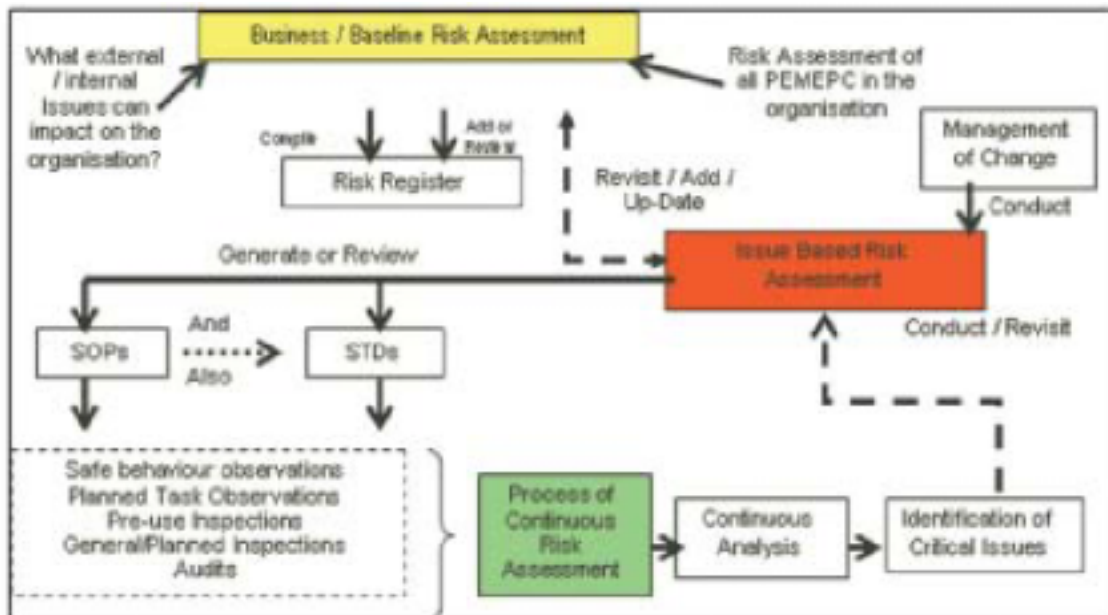 Business / Baseline Risk Assessment
What external
/ internal
Issues can
impact on the
organisation?
Risk Assessment of
all PEMEPC in the
organisation
Compile
Add or
Review
Risk Register
Revisit / Add /
Up-Date
Management
of Change
Conduct
Issue Based Risk
Assessment
Generate or Review
Conduct / Revisit
SOPs
And
Also
STDs
Safe behaviour observations
Planned Task Observations
Pre-use Inspections
General/Planned Inspections
Audits
Process of
Continuous
Risk
Assessment
Continuous
Analysis
Identification of
Critical Issues